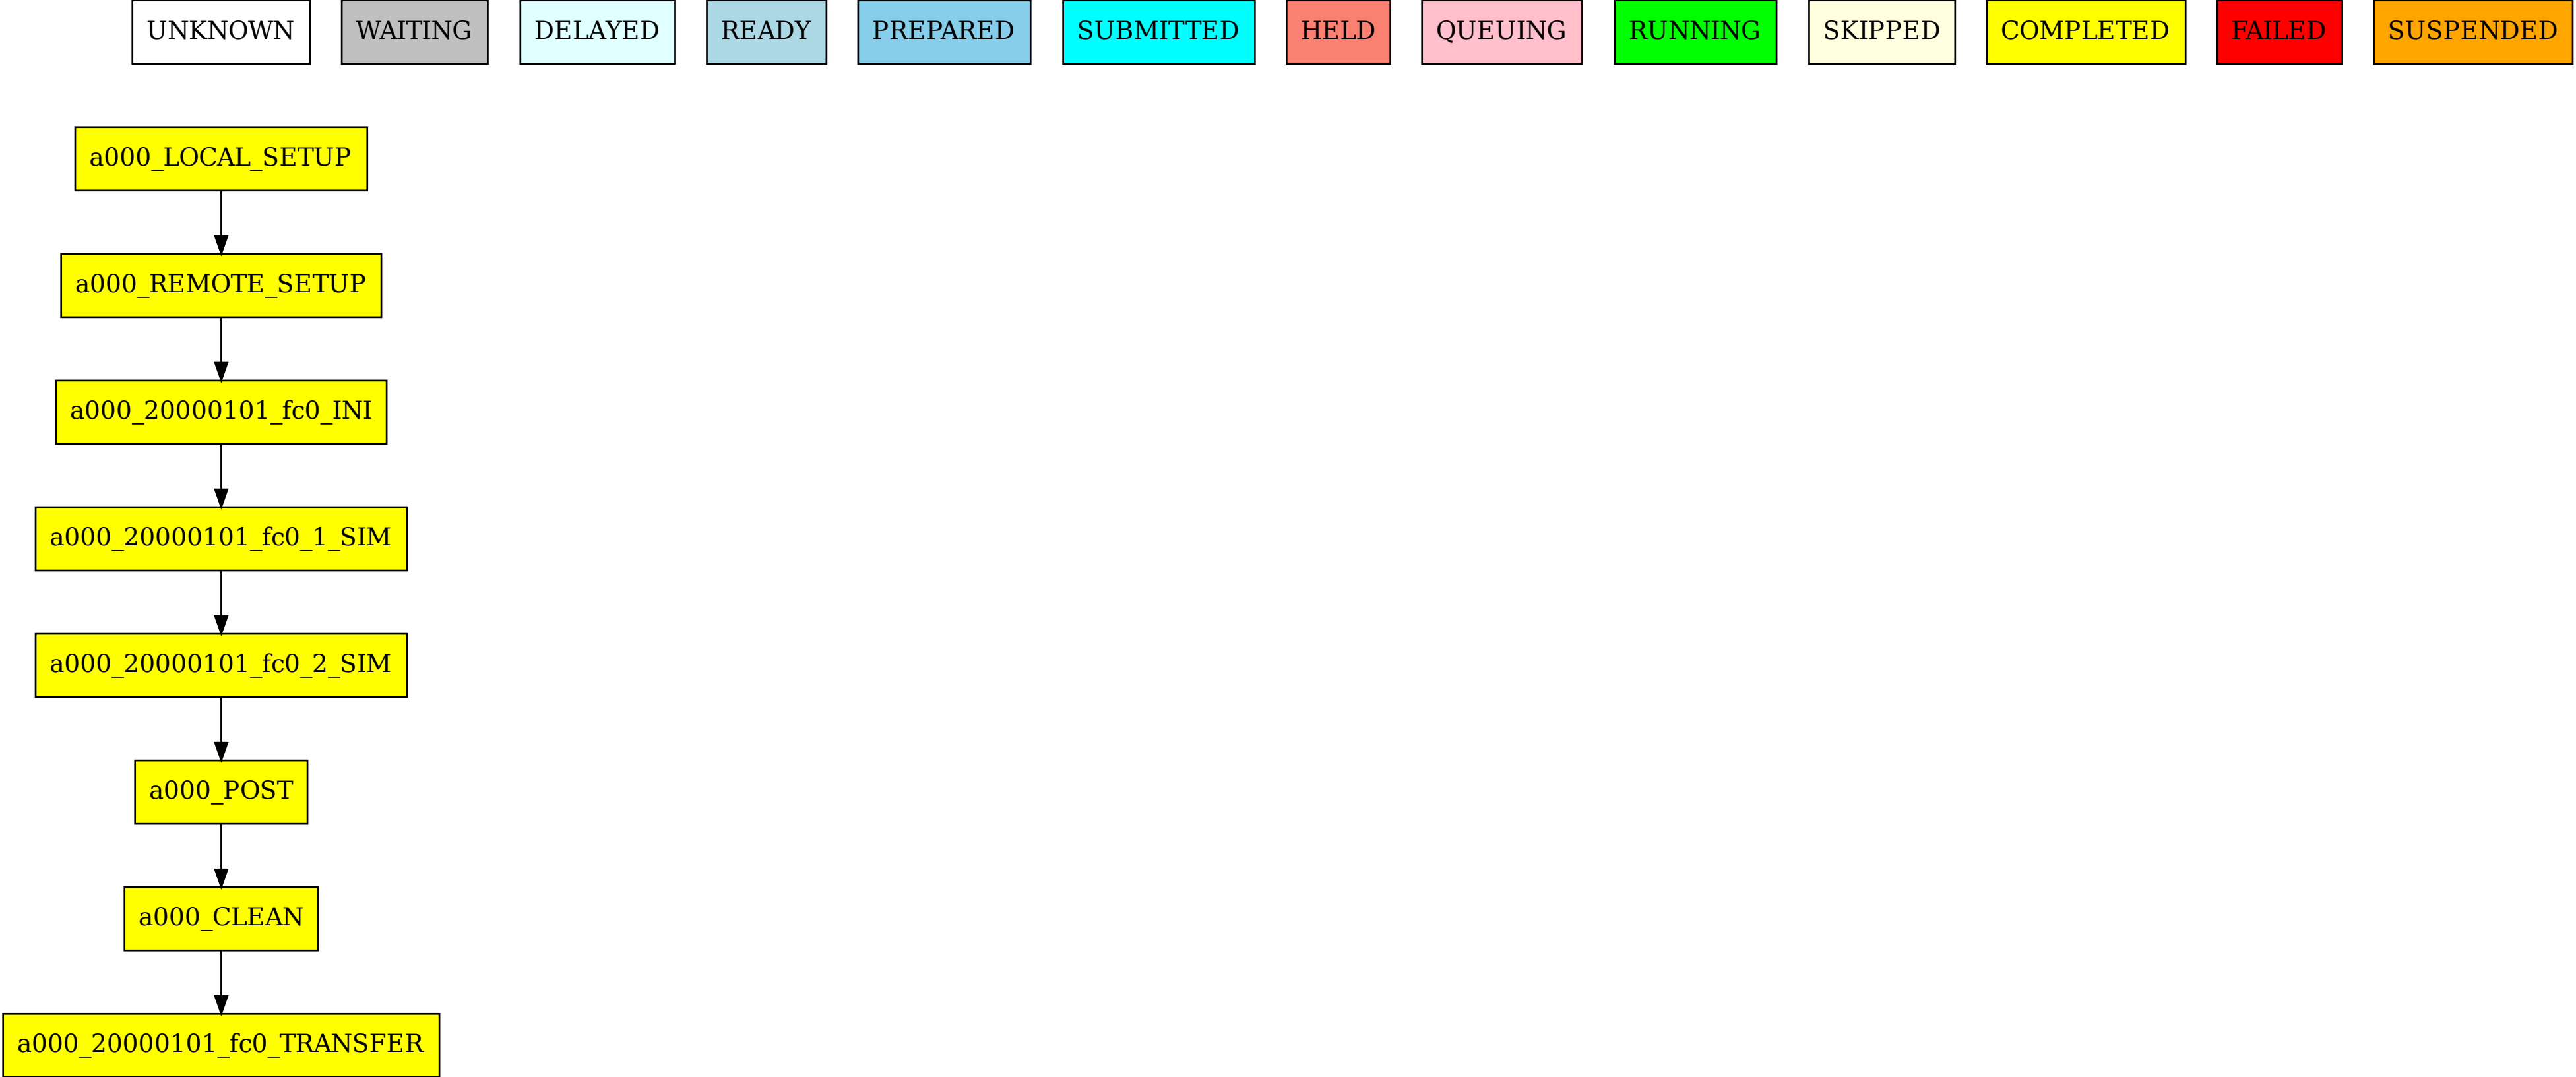 UNKNOWN WAITING DELAYED READY PREPARED SUBMITTED HELD QUEUING RUNNING SKIPPED COMPLETED FAILED SUSPENDED
a000_LOCAL_SETUP
a000_REMOTE_SETUP
a000_20000101_fc0_INI
a000_20000101_fc0_1_SIM
a000_20000101_fc0_2_SIM
a000_POST
a000_CLEAN
a000_20000101_fc0_TRANSFER